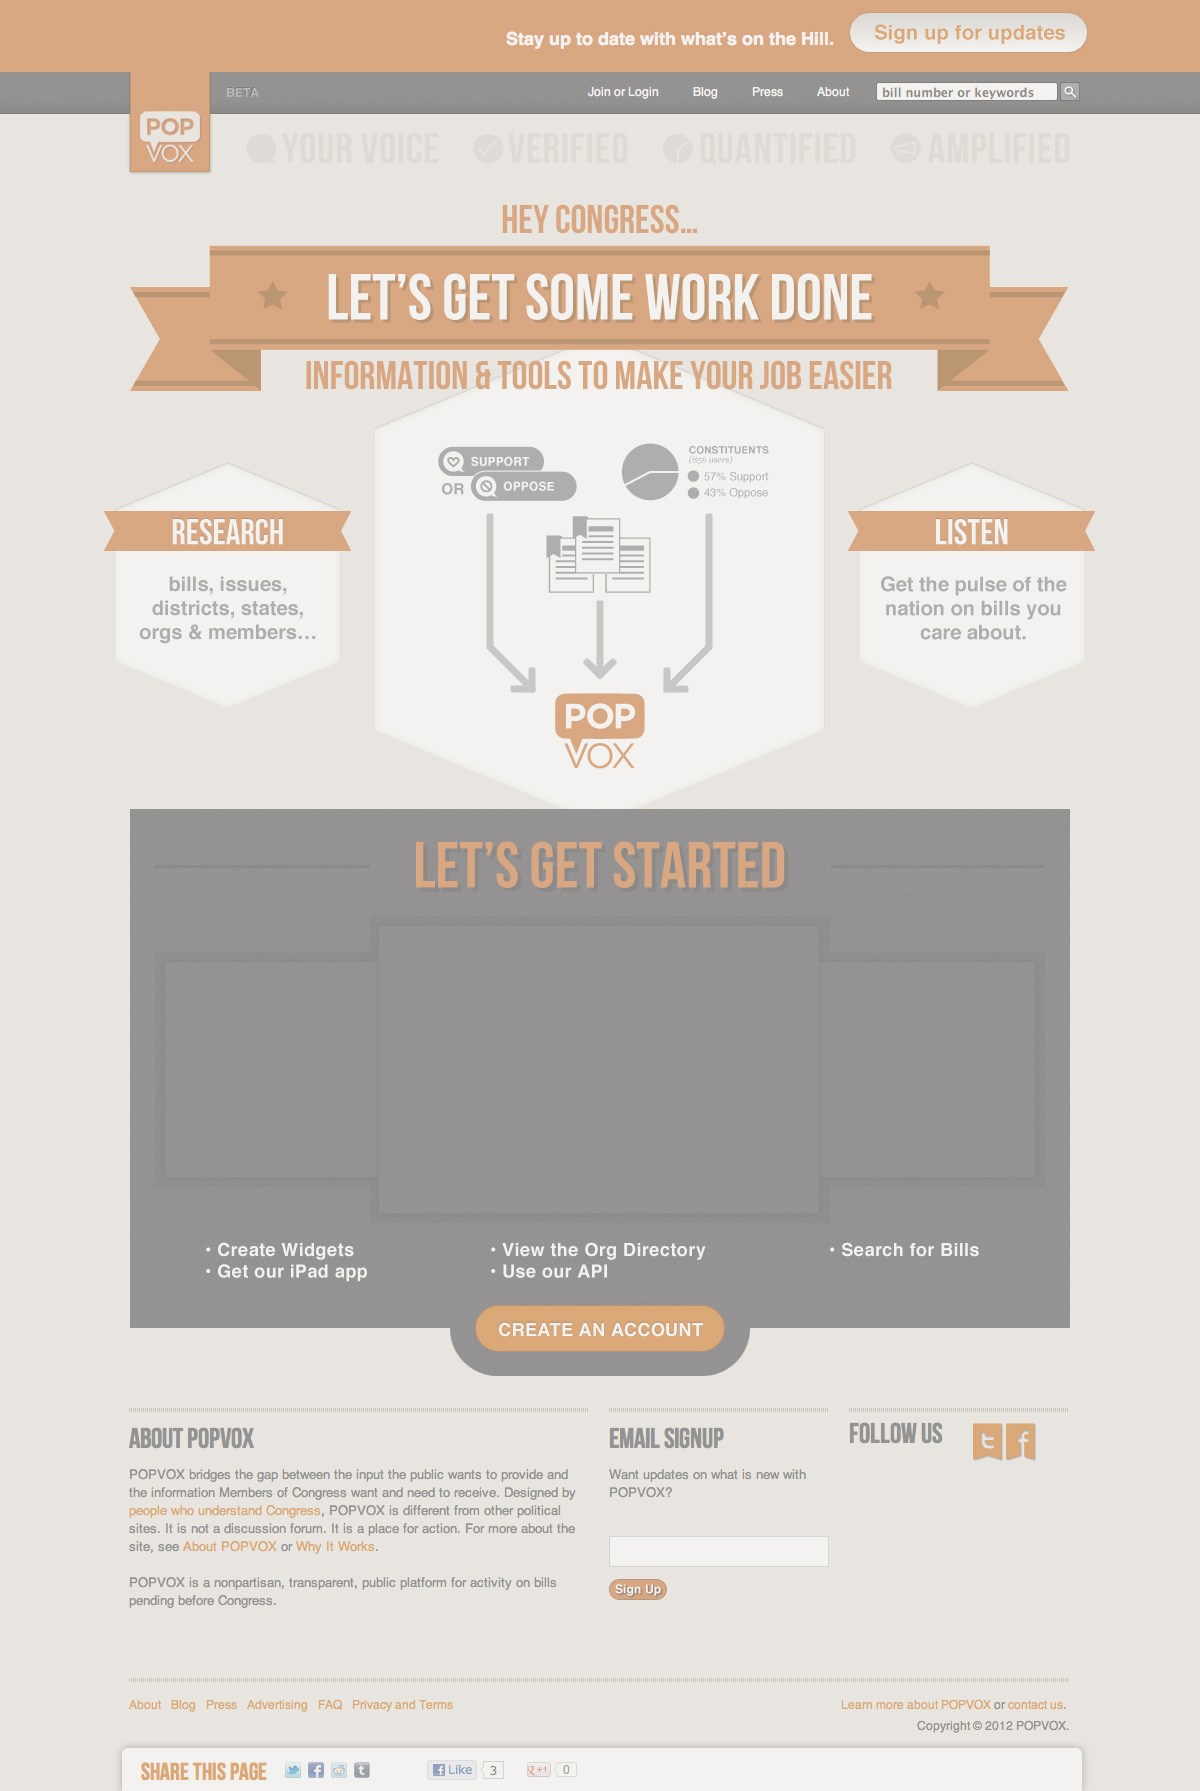 Stay up to date with what's on the Hill.
Sign up for updates
BETA
Join or Login
Blog
Press
About
bill number or keywords
POP
VOX
YOUR VOICE
VERIFIED
QUANTIFIED
AMPLIFIED
HEY CONGRESS...
LET'S GET SOME WORK DONE
INFORMATION & TOOLS TO MAKE YOUR JOB EASIER
SUPPORT
OR
OPPOSE
CONSTITUENTS
(856 users)
57% Support
43% Oppose
RESEARCH
bills, issues,
districts, states,
orgs & members...
LISTEN
Get the pulse of the
nation on bills you
care about.
POP
VOX
LET'S GET STARTED
• Create Widgets
• Get our iPad app
• View the Org Directory
• Use our API
• Search for Bills
CREATE AN ACCOUNT
ABOUT POPVOX
POPVOX bridges the gap between the input the public wants to provide and
the information Members of Congress want and need to receive. Designed by
people who understand Congress, POPVOX is different from other political
sites. It is not a discussion forum. It is a place for action. For more about the
site, see About POPVOX or Why It Works.
POPVOX is a nonpartisan, transparent, public platform for activity on bills
pending before Congress.
EMAIL SIGNUP
Want updates on what is new with
POPVOX?
Sign Up
FOLLOW US
About Blog Press Advertising FAQ Privacy and Terms
Learn more about POPVOX or contact us.
Copyright © 2012 POPVOX.
SHARE THIS PAGE
Like
3
+1
0